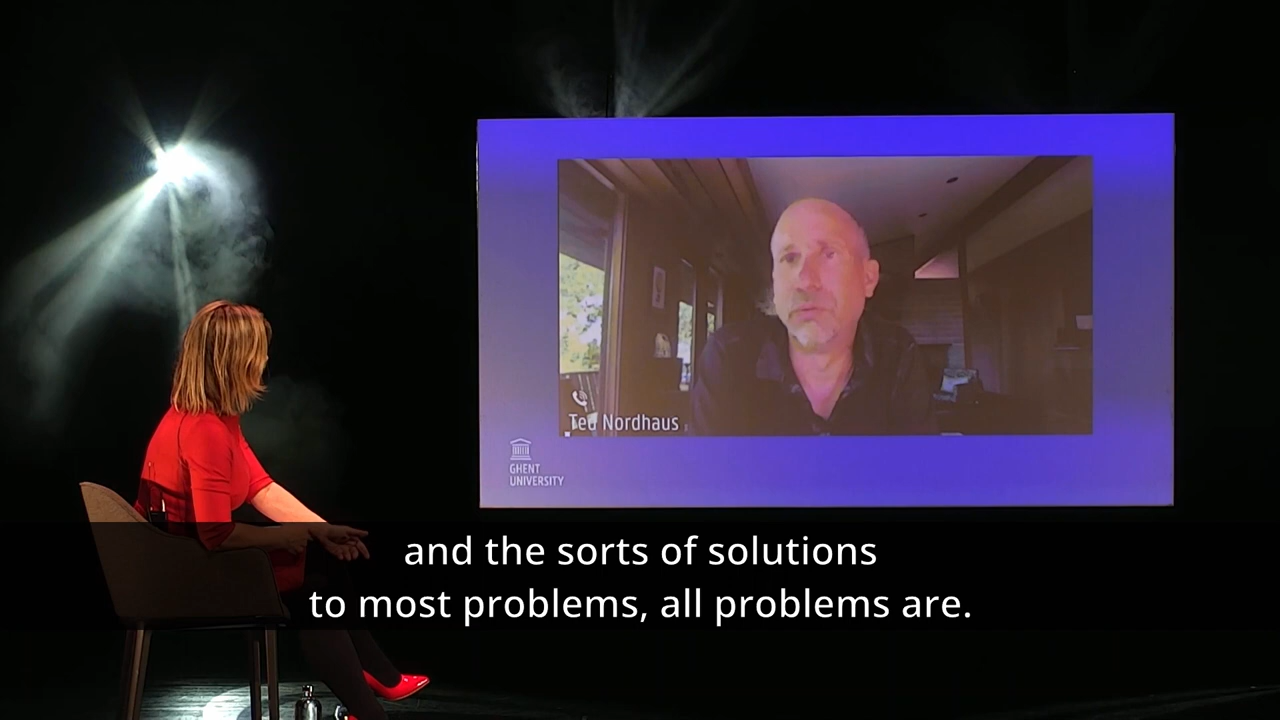 Ted Nordhaus
GHENT
UNIVERSITY
and the sorts of solutions
to most problems, all problems are.